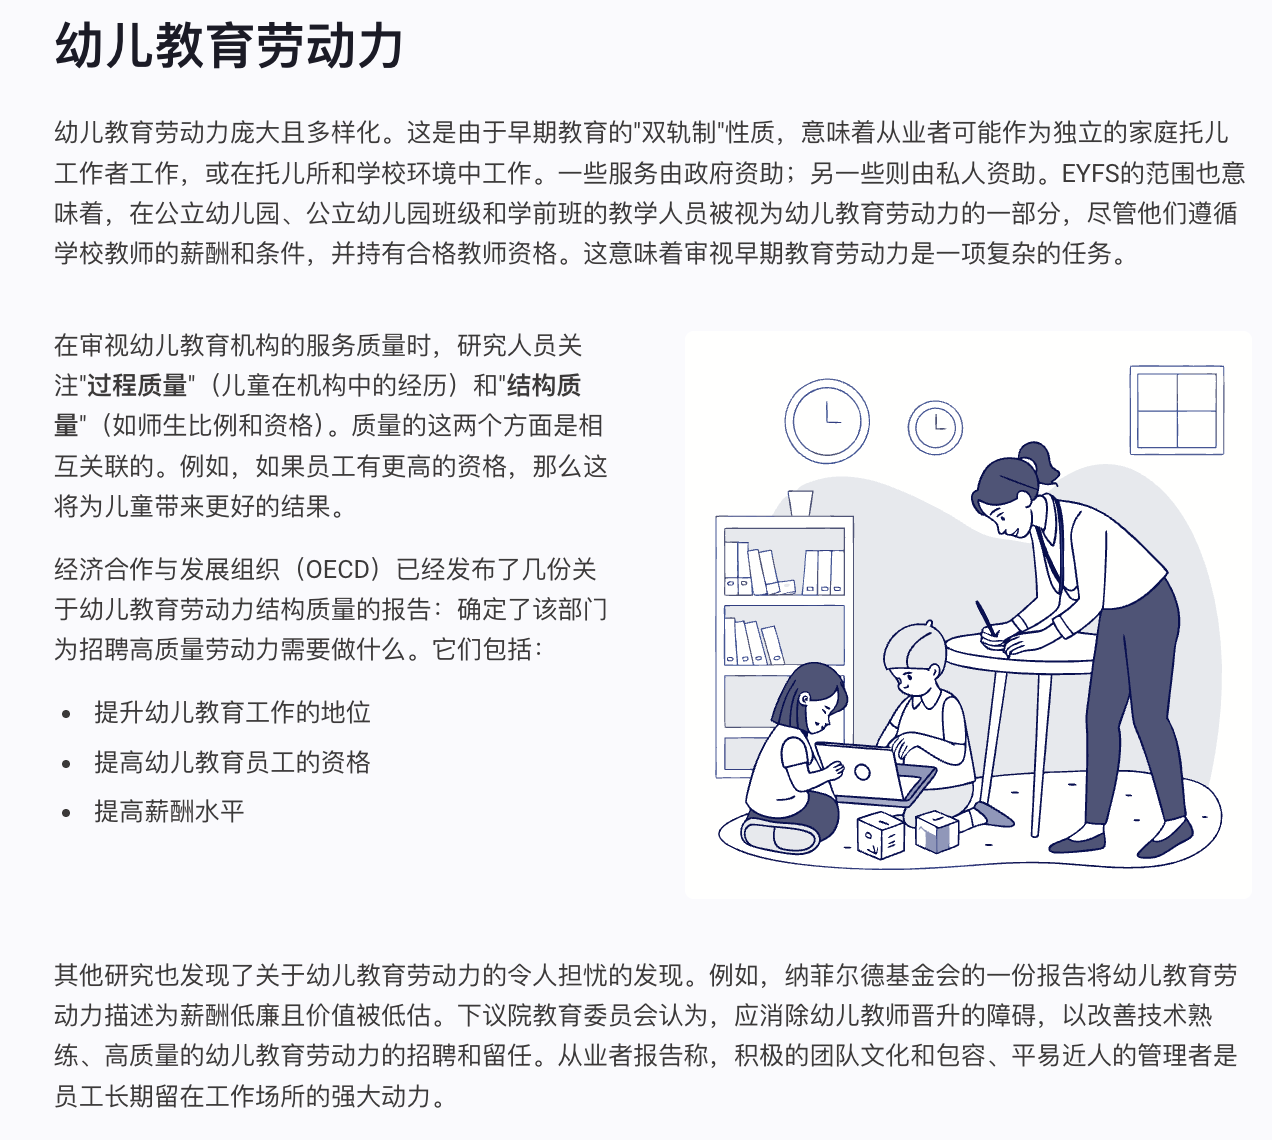 幼儿教育劳动力
幼儿教育劳动力庞大且多样化。这是由于早期教育的"双轨制"性质，意味着从业者可能作为独立的家庭托儿
工作者工作，或在托儿所和学校环境中工作。一些服务由政府资助；另一些则由私人资助。EYFS的范围也意
味着，在公立幼儿园、公立幼儿园班级和学前班的教学人员被视为幼儿教育劳动力的一部分，尽管他们遵循
学校教师的薪酬和条件，并持有合格教师资格。这意味着审视早期教育劳动力是一项复杂的任务。
在审视幼儿教育机构的服务质量时，研究人员关
注"过程质量"（儿童在机构中的经历）和"结构质
量"（如师生比例和资格）。质量的这两个方面是相
互关联的。例如，如果员工有更高的资格，那么这
将为儿童带来更好的结果。
经济合作与发展组织（OECD）已经发布了几份关
于幼儿教育劳动力结构质量的报告：确定了该部门
为招聘高质量劳动力需要做什么。它们包括：
• 提升幼儿教育工作的地位
• 提高幼儿教育员工的资格
• 提高薪酬水平
其他研究也发现了关于幼儿教育劳动力的令人担忧的发现。例如，纳菲尔德基金会的一份报告将幼儿教育劳
动力描述为薪酬低廉且价值被低估。下议院教育委员会认为，应消除幼儿教师晋升的障碍，以改善技术熟
练、高质量的幼儿教育劳动力的招聘和留任。从业者报告称，积极的团队文化和包容、平易近人的管理者是
员工长期留在工作场所的强大动力。